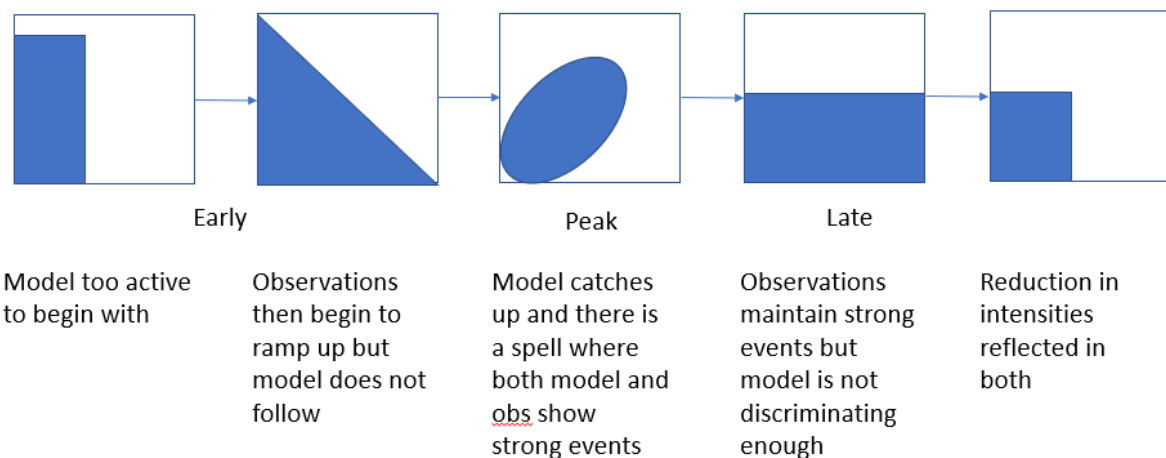 Early
Peak
Late
Model too active
to begin with
Observations
then begin to
ramp up but
model does not
follow
Model catches
up and there is
a spell where
both model and
obs show
strong events
Observations
maintain strong
events but
model is not
discriminating
enough
Reduction in
intensities
reflected in
both